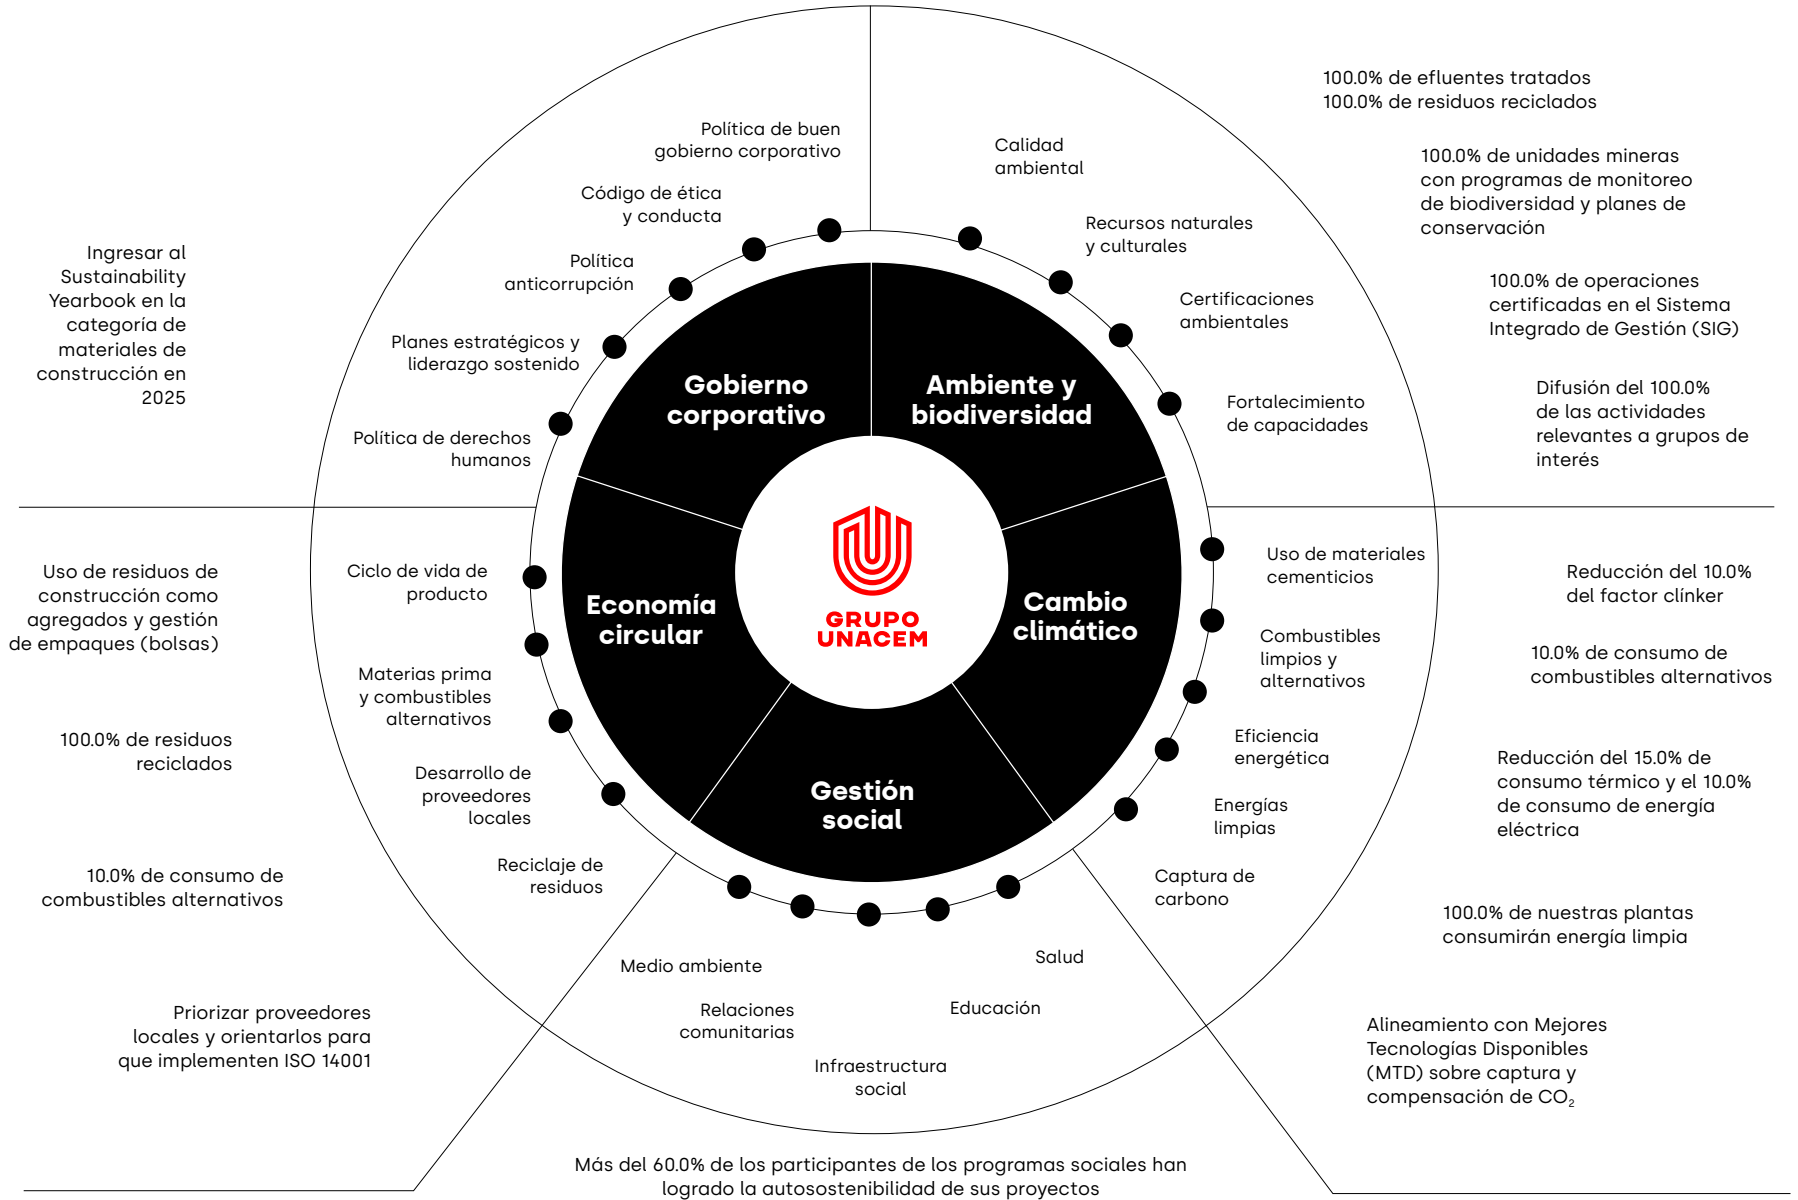 Política de buen
gobierno corporativo
Código de ética
y conducta
Política
anticorrupción
Planes estratégicos y
liderazgo sostenido
Política de derechos
humanos
Ingresar al
Sustainability
Yearbook en la
categoría de
materiales de
construcción en
2025
Calidad
ambiental
Recursos naturales
y culturales
Certificaciones
ambientales
Fortalecimiento
de capacidades
100.0% de efluentes tratados
100.0% de residuos reciclados
100.0% de unidades mineras
con programas de monitoreo
de biodiversidad y planes de
conservación
100.0% de operaciones
certificadas en el Sistema
Integrado de Gestión (SIG)
Difusión del 100.0%
de las actividades
relevantes a grupos de
interés
Gobierno
corporativo
Ambiente y
biodiversidad
Economía
circular
Cambio
climático
Gestión
social
GRUPO
UNACEM
Uso de residuos de
construcción como
agregados y gestión
de empaques (bolsas)
100.0% de residuos
reciclados
10.0% de consumo de
combustibles alternativos
Priorizar proveedores
locales y orientarlos para
que implementen ISO 14001
Ciclo de vida de
producto
Materias prima
y combustibles
alternativos
Desarrollo de
proveedores
locales
Reciclaje de
residuos
Uso de materiales
cementicios
Combustibles
limpios y
alternativos
Eficiencia
energética
Energías
limpias
Captura de
carbono
Reducción del 10.0%
del factor clínker
10.0% de consumo de
combustibles alternativos
Reducción del 15.0% de
consumo térmico y el 10.0%
de consumo de energía
eléctrica
100.0% de nuestras plantas
consumirán energía limpia
Alineamiento con Mejores
Tecnologías Disponibles
(MTD) sobre captura y
compensación de CO₂
Medio ambiente
Relaciones
comunitarias
Infraestructura
social
Educación
Salud
Más del 60.0% de los participantes de los programas sociales han
logrado la autosostenibilidad de sus proyectos